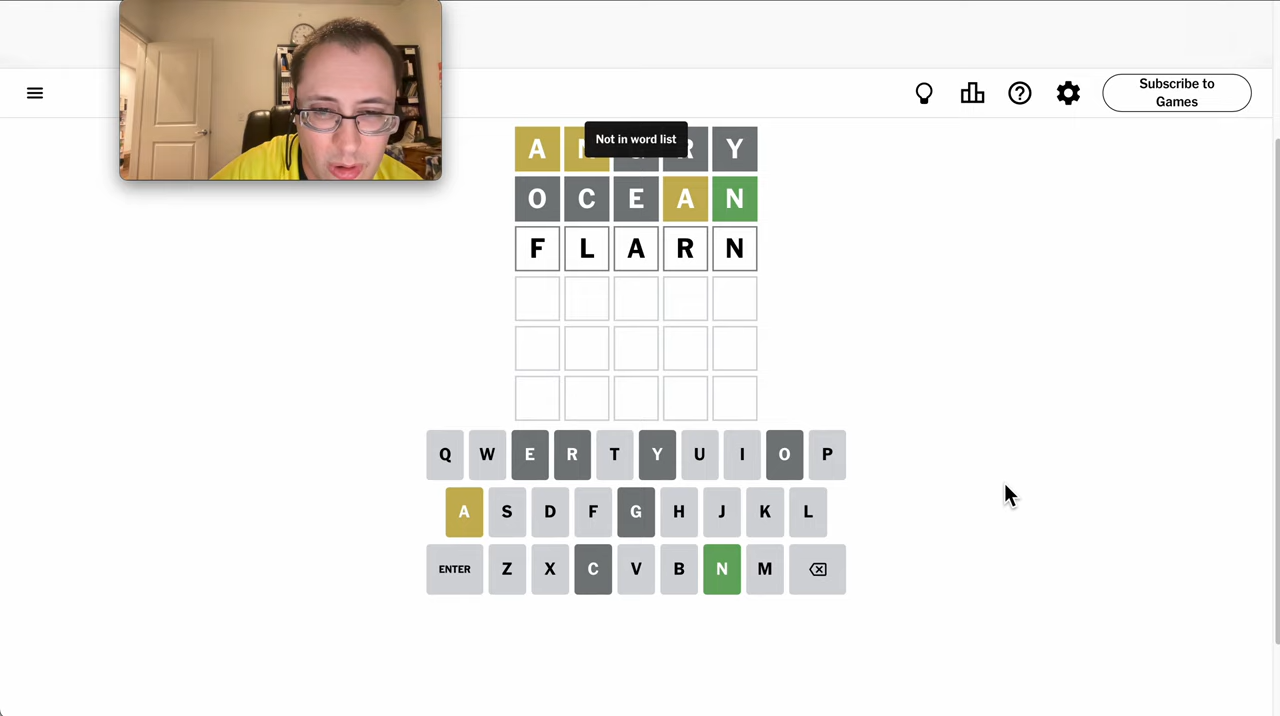 Subscribe to
Games
Not in word list
A N R Y
O C E A N
F L A R N
Q W E R T Y U I O P
A S D F G H J K L
ENTER Z X C V B N M